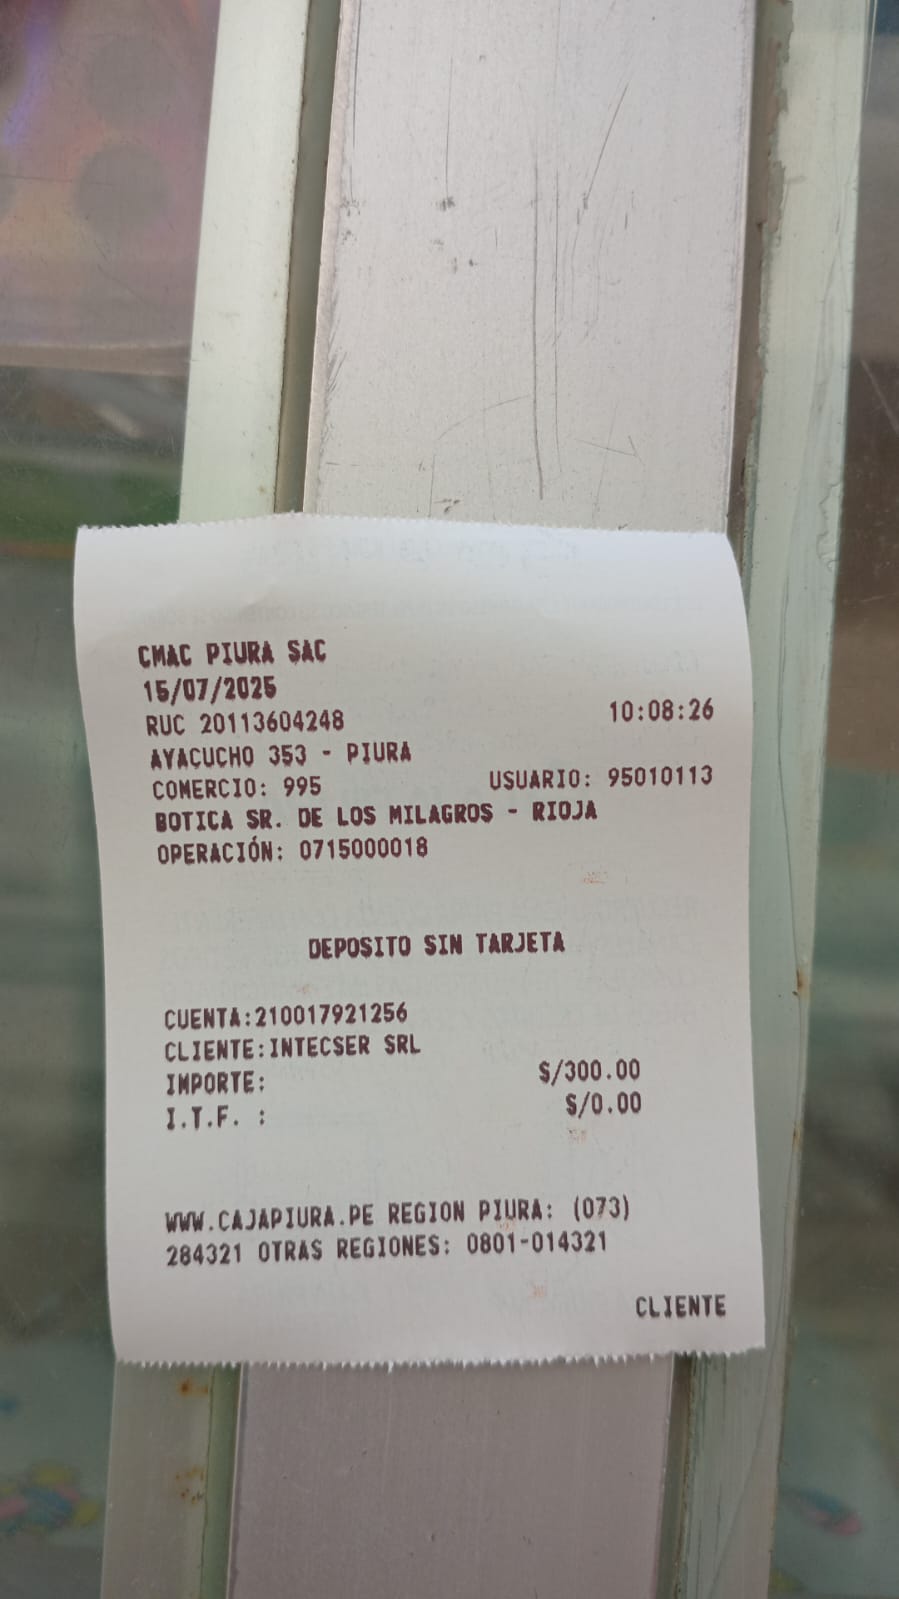 CMAC PIURA SAC
15/07/2025
RUC 20113604248 10:08:26
AYACUCHO 353 - PIURA
COMERCIO: 995 USUARIO: 95010113
BOTICA SR. DE LOS MILAGROS - RIOJA
OPERACIÓN: 0715000018
DEPOSITO SIN TARJETA
CUENTA:210017921256
CLIENTE:INTECSER SRL
IMPORTE: S/300.00
I.T.F. : S/0.00
WWW.CAJAPIURA.PE REGION PIURA: (073)
284321 OTRAS REGIONES: 0801-014321
CLIENTE